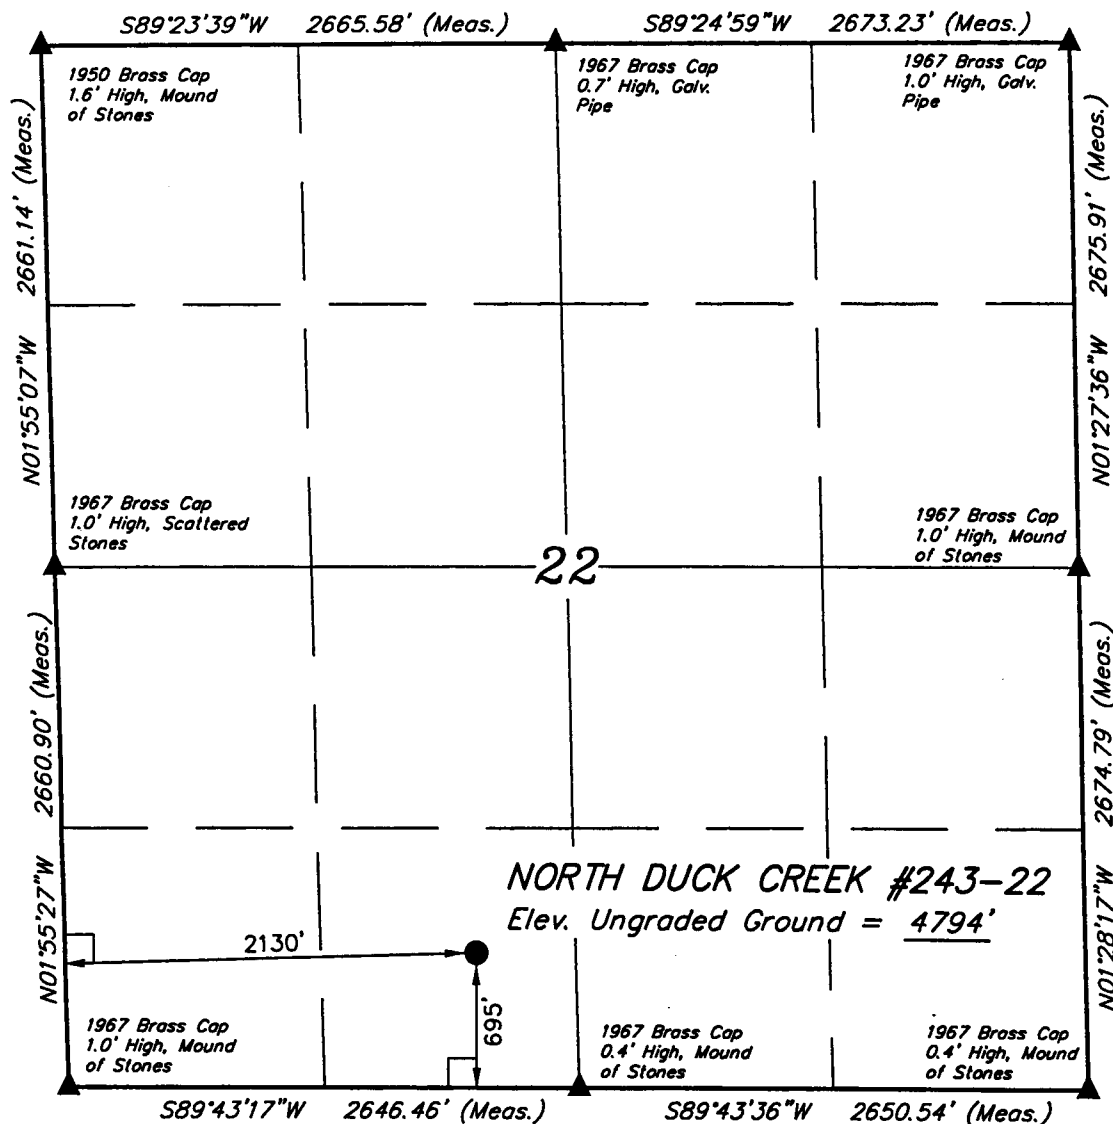 S89°23'39"W 2665.58' (Meas.)
S89°24'59"W 2673.23' (Meas.)
1950 Brass Cap
1.6' High, Mound
of Stones
1967 Brass Cap
0.7' High, Galv.
Pipe
1967 Brass Cap
1.0' High, Galv.
Pipe
N01°55'07"W 2661.14' (Meas.)
N01°27'36"W 2675.91' (Meas.)
1967 Brass Cap
1.0' High, Scattered
Stones
1967 Brass Cap
1.0' High, Mound
of Stones
22
N01°55'27"W 2660.90' (Meas.)
N01°28'17"W 2674.79' (Meas.)
NORTH DUCK CREEK #243-22
Elev. Ungraded Ground = 4794'
2130'
695'
1967 Brass Cap
1.0' High, Mound
of Stones
1967 Brass Cap
0.4' High, Mound
of Stones
1967 Brass Cap
0.4' High, Mound
of Stones
S89°43'17"W 2646.46' (Meas.)
S89°43'36"W 2650.54' (Meas.)